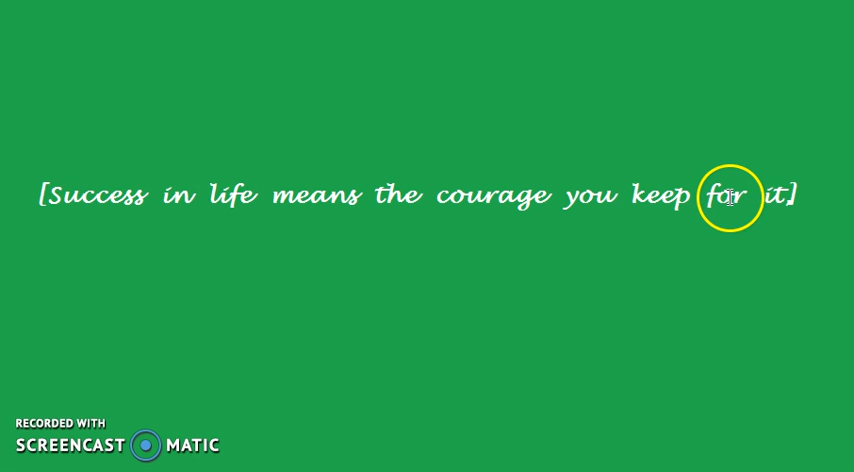 [Success in life means the courage you keep for it]
RECORDED WITH
SCREENCAST MATIC